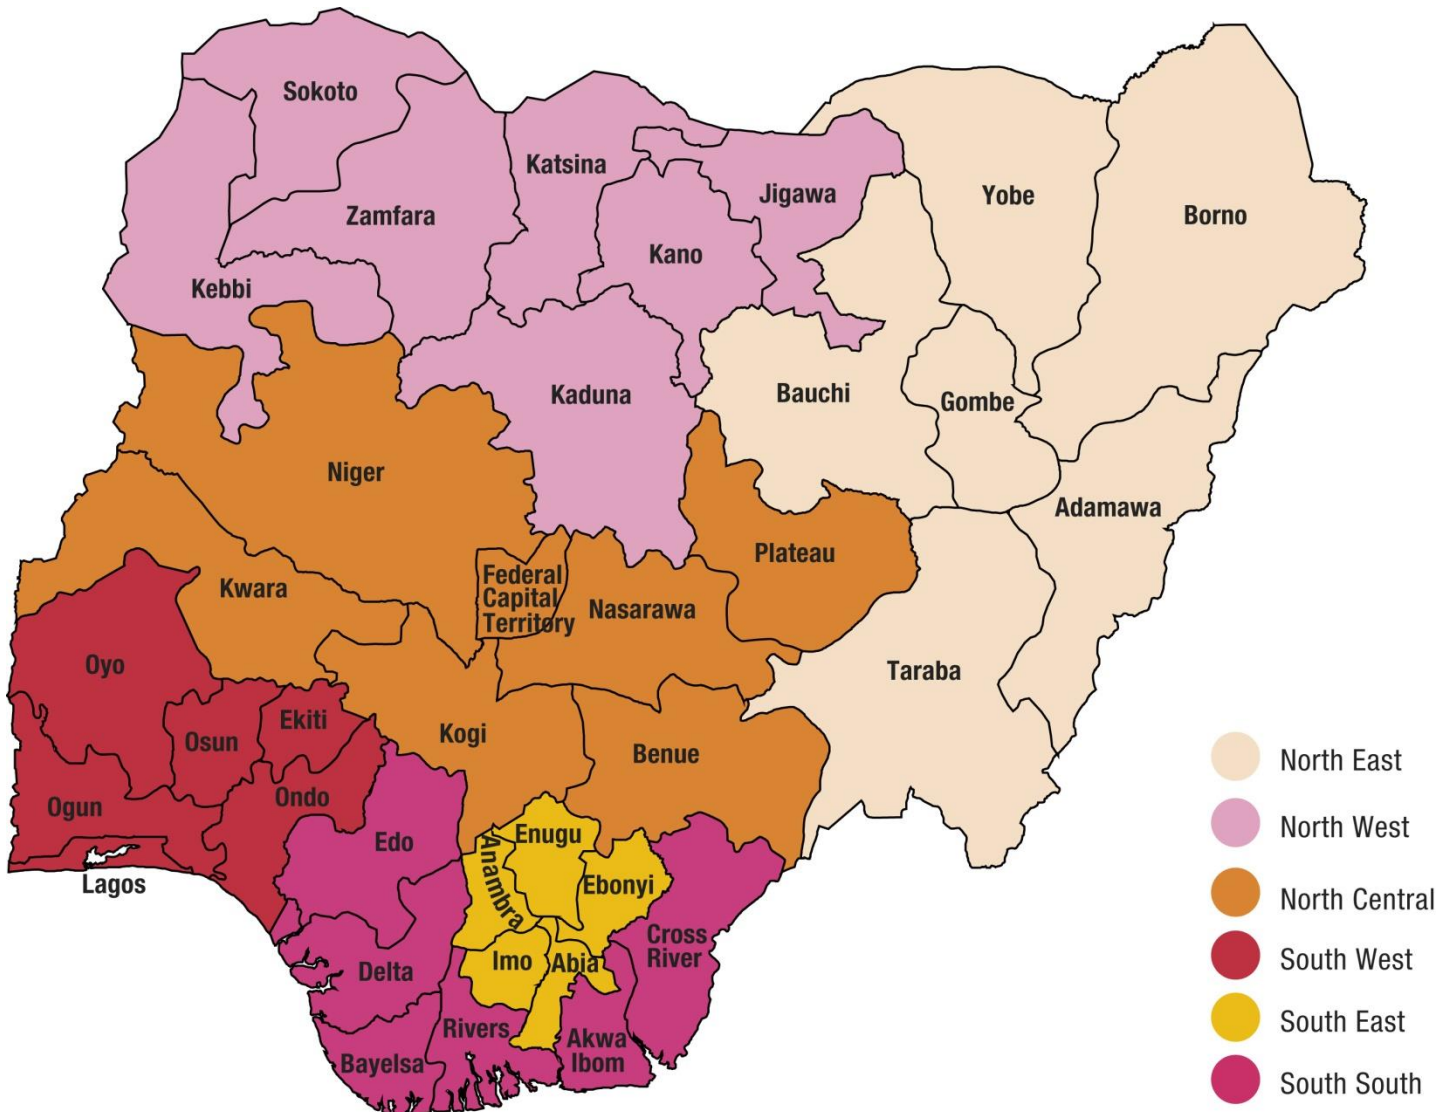 Sokoto
Katsina
Zamfara
Jigawa
Yobe
Borno
Kano
Kebbi
Kaduna
Bauchi
Gombe
Niger
Adamawa
Plateau
Federal
Capital
Territory
Kwara
Nasarawa
Oyo
Taraba
Ekiti
Osun
Kogi
Benue
Ogun
Ondo
Edo
Enugu
Anambra
Ebonyi
Lagos
Cross
River
Imo
Abia
Delta
Rivers
Akwa
Ibom
Bayelsa
North East
North West
North Central
South West
South East
South South